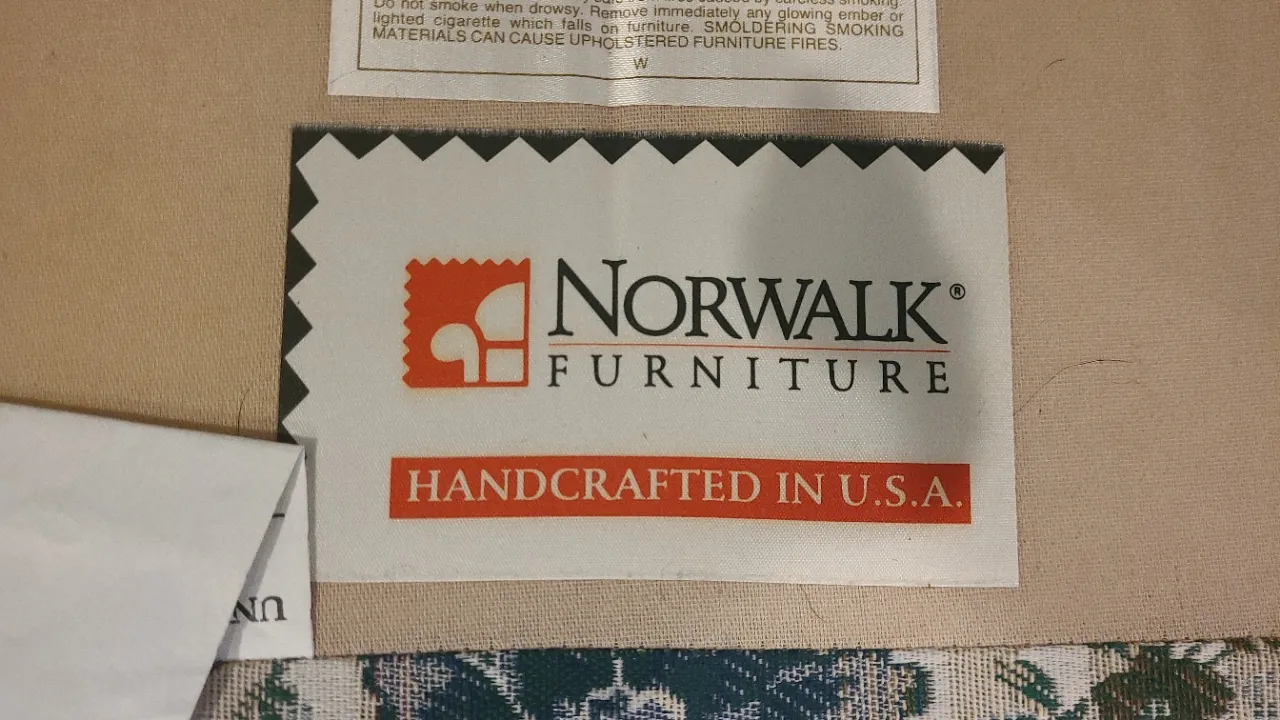 Do not smoke when drowsy. Remove immediately any glowing ember or
lighted cigarette which falls on furniture. SMOLDERING SMOKING
MATERIALS CAN CAUSE UPHOLSTERED FURNITURE FIRES.
W
NORWALK®
FURNITURE
HANDCRAFTED IN U.S.A.
UN